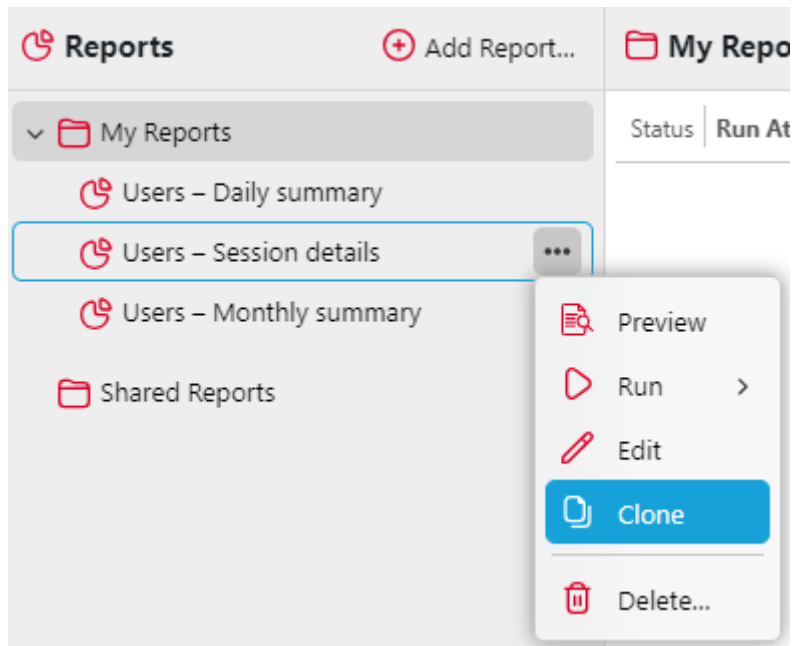 Reports
Add Report...
My Repo
My Reports
Status
Run At
Users – Daily summary
Users – Session details
Users – Monthly summary
Shared Reports
Preview
Run
Edit
Clone
Delete...